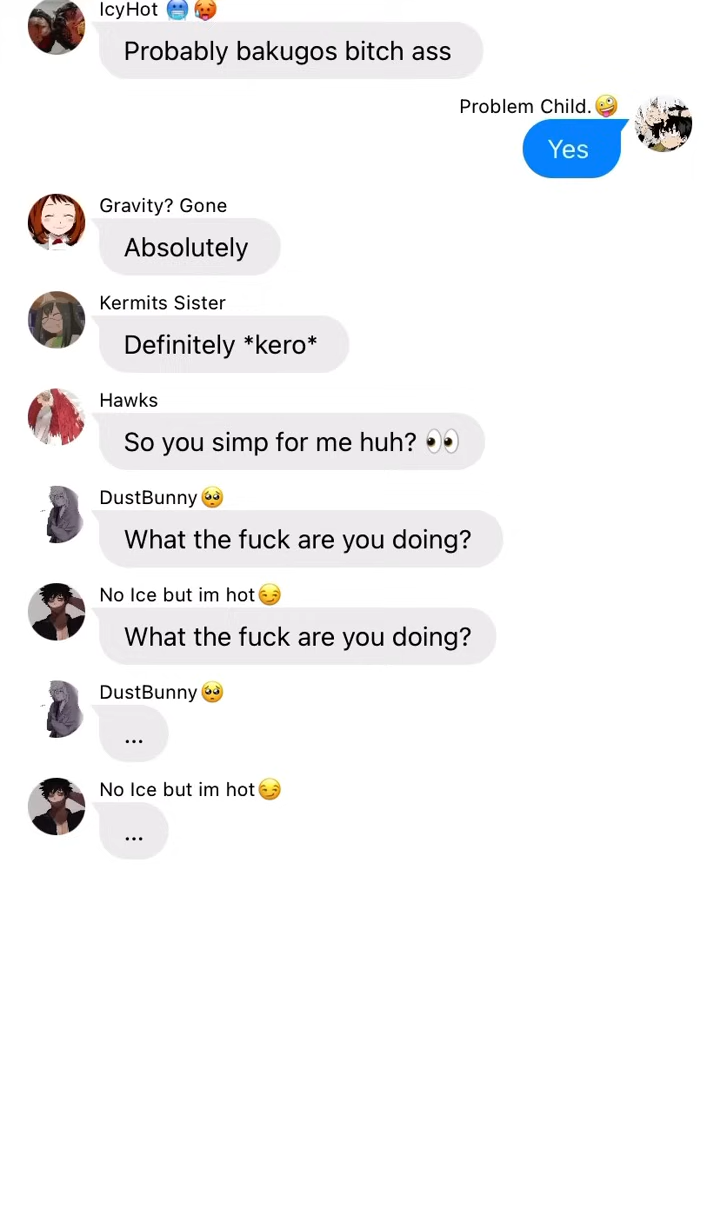 IcyHot 🥶🥵
Probably bakugos bitch ass
Problem Child.🤪
Yes
Gravity? Gone
Absolutely
Kermits Sister
Definitely *kero*
Hawks
So you simp for me huh? 👀
DustBunny🥺
What the fuck are you doing?
No Ice but im hot😏
What the fuck are you doing?
DustBunny🥺
...
No Ice but im hot😏
...